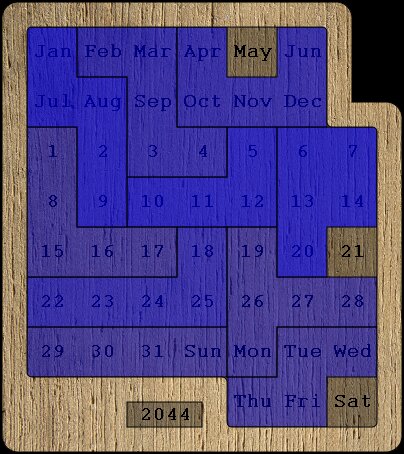 Jan Feb Mar Apr May Jun
Jul Aug Sep Oct Nov Dec
1 2 3 4 5 6 7
8 9 10 11 12 13 14
15 16 17 18 19 20 21
22 23 24 25 26 27 28
29 30 31 Sun Mon Tue Wed
Thu Fri Sat
2044